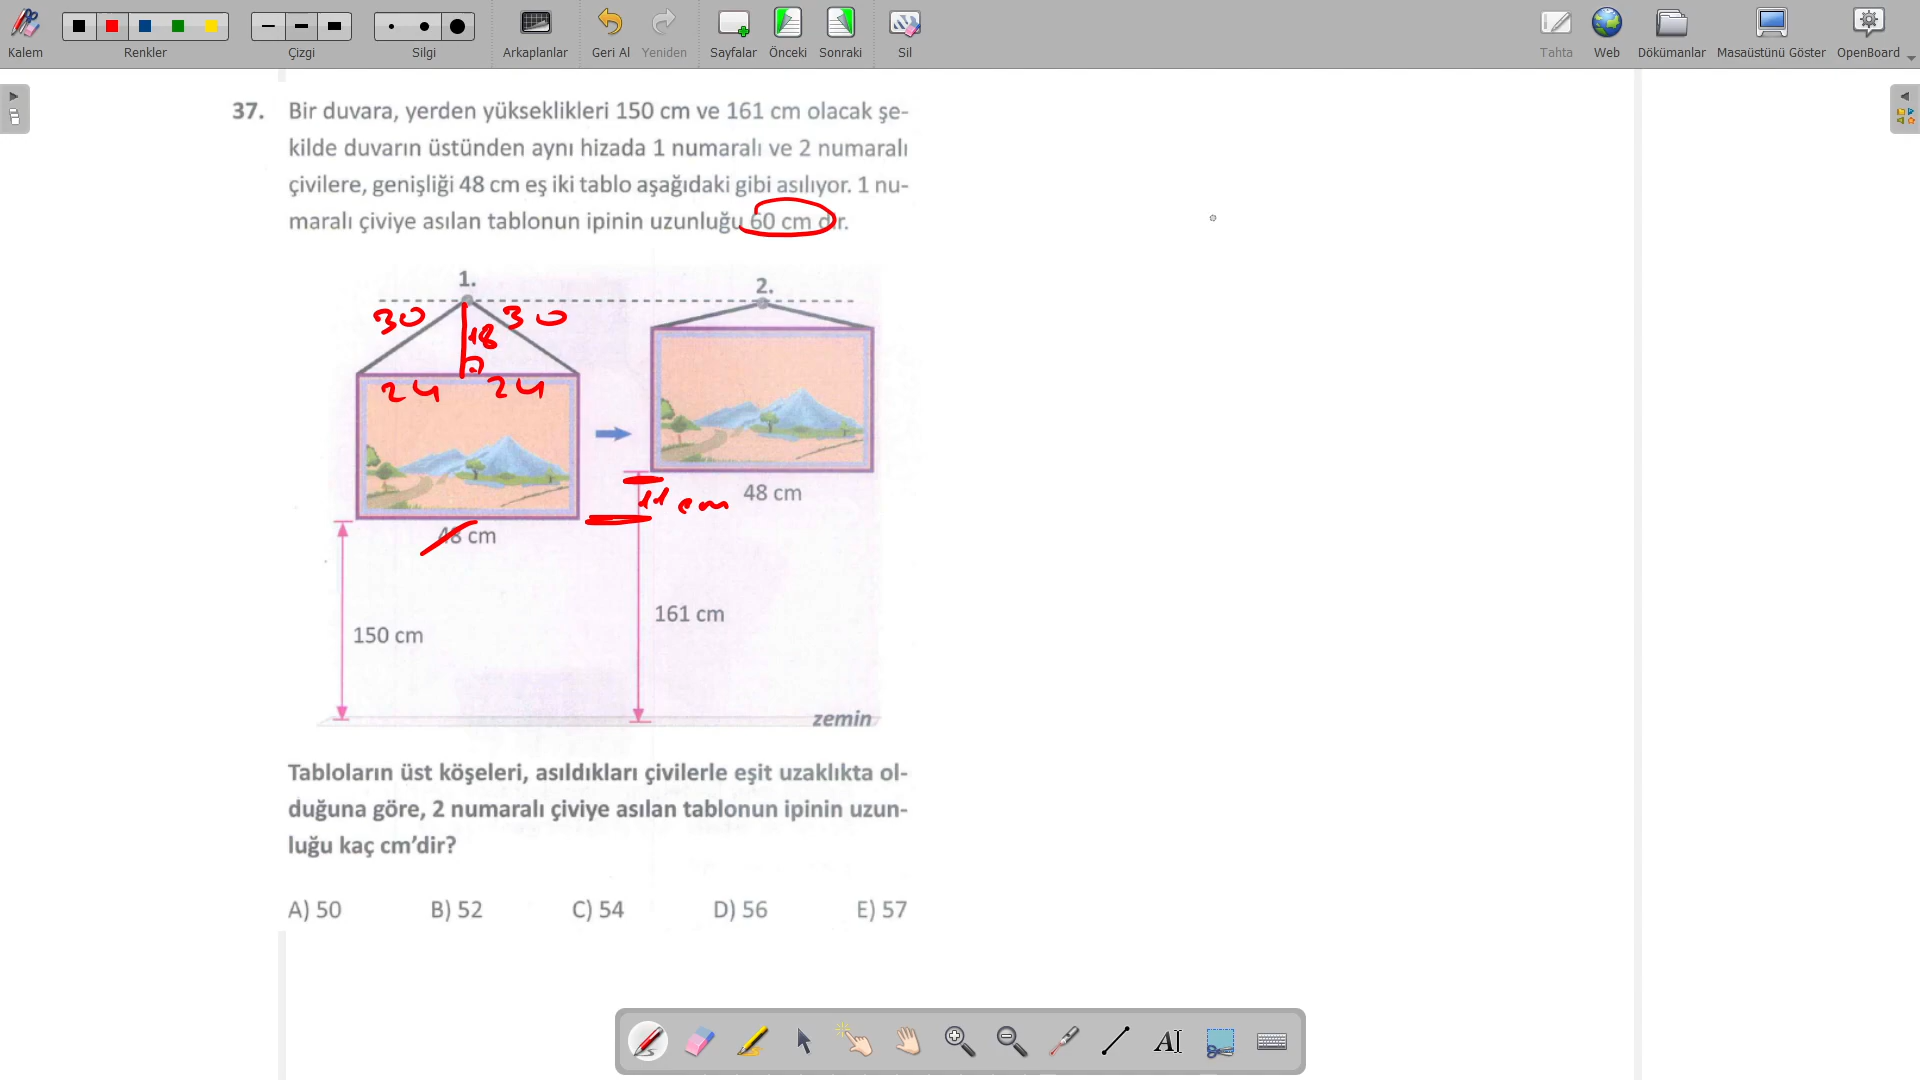 Kalem Renkler Çizgi Silgi Arkaplanlar Geri Al Yeniden Sayfalar Önceki Sonraki Sil Tahta Web Dökümanlar Masaüstünü Göster OpenBoard
37. Bir duvara, yerden yükseklikleri 150 cm ve 161 cm olacak şe-
kilde duvarın üstünden aynı hizada 1 numaralı ve 2 numaralı
çivilere, genişliği 48 cm eş iki tablo aşağıdaki gibi asılıyor. 1 nu-
maralı çiviye asılan tablonun ipinin uzunluğu 60 cm dir.
1. 2.
30 30
18
24 24
11 cm 48 cm
48 cm
161 cm
150 cm
zemin
Tabloların üst köşeleri, asıldıkları çivilerle eşit uzaklıkta ol-
duğuna göre, 2 numaralı çiviye asılan tablonun ipinin uzun-
luğu kaç cm'dir?
A) 50 B) 52 C) 54 D) 56 E) 57